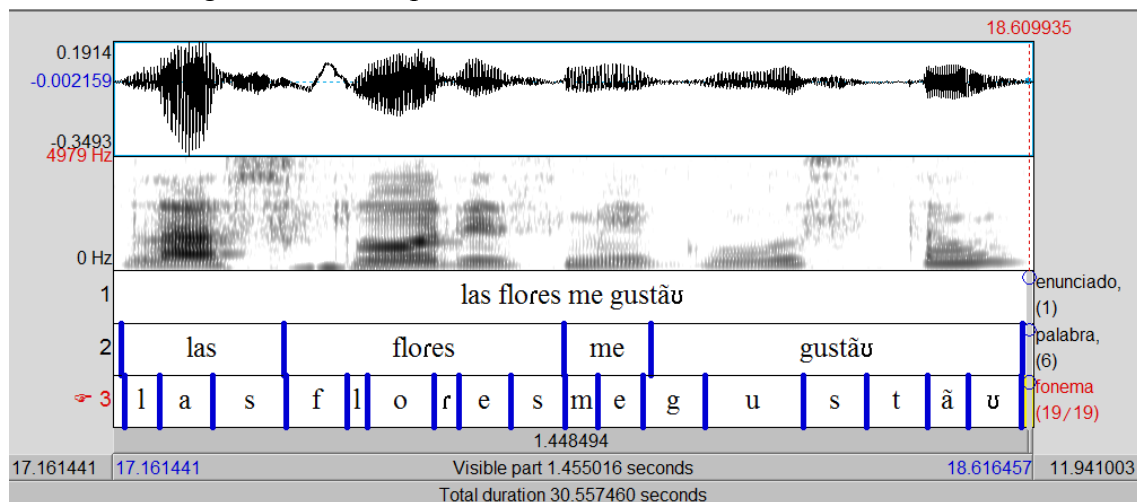 18.609935
0.1914
-0.002159
-0.3493
4979 Hz
0 Hz
1 las floɾes me gustãʊ enunciado, (1)
2 las floɾes me gustãʊ palabra, (6)
☞ 3 l a s f l o ɾ e s m e g u s t ã ʊ fonema (19/19)
1.448494
17.161441 17.161441 Visible part 1.455016 seconds 18.616457 11.941003
Total duration 30.557460 seconds